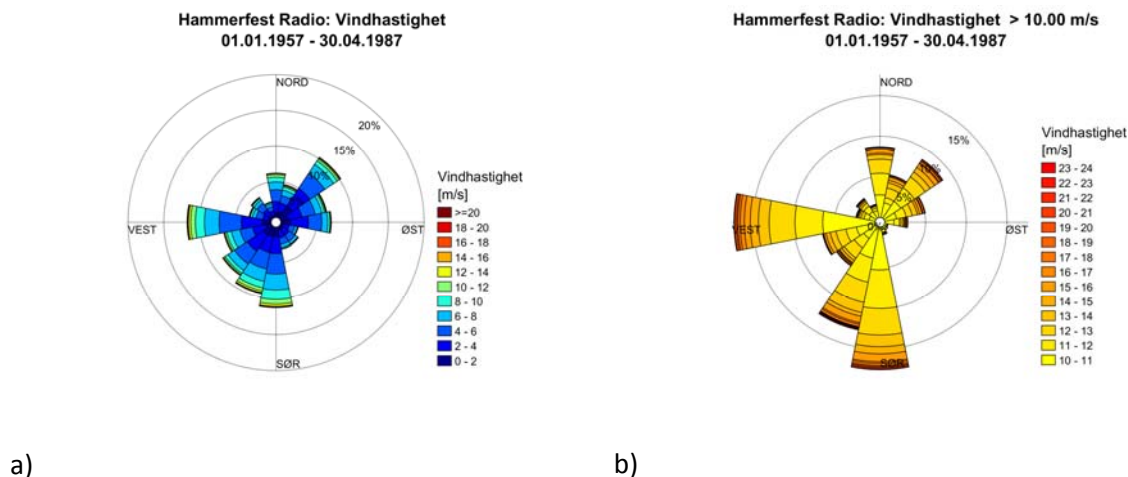 Hammerfest Radio: Vindhastighet
01.01.1957 - 30.04.1987
NORD
20%
15%
10%
VEST
ØST
SØR
Vindhastighet
[m/s]
>=20
18 - 20
16 - 18
14 - 16
12 - 14
10 - 12
8 - 10
6 - 8
4 - 6
2 - 4
0 - 2
a)
Hammerfest Radio: Vindhastighet > 10.00 m/s
01.01.1957 - 30.04.1987
NORD
15%
10%
5%
VEST
ØST
SØR
Vindhastighet
[m/s]
23 - 24
22 - 23
21 - 22
20 - 21
19 - 20
18 - 19
17 - 18
16 - 17
15 - 16
14 - 15
13 - 14
12 - 13
11 - 12
10 - 11
b)